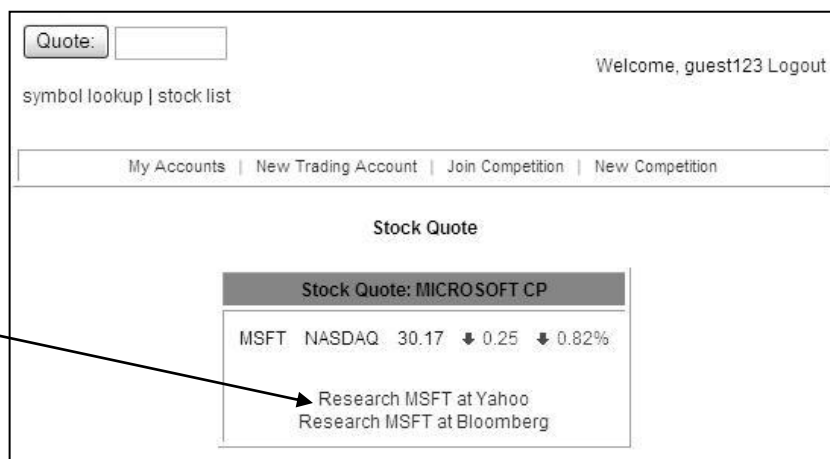 Quote:
Welcome, guest123 Logout
symbol lookup | stock list
My Accounts | New Trading Account | Join Competition | New Competition
Stock Quote
Stock Quote: MICROSOFT CP
MSFT NASDAQ 30.17 🡇 0.25 🡇 0.82%
Research MSFT at Yahoo
Research MSFT at Bloomberg